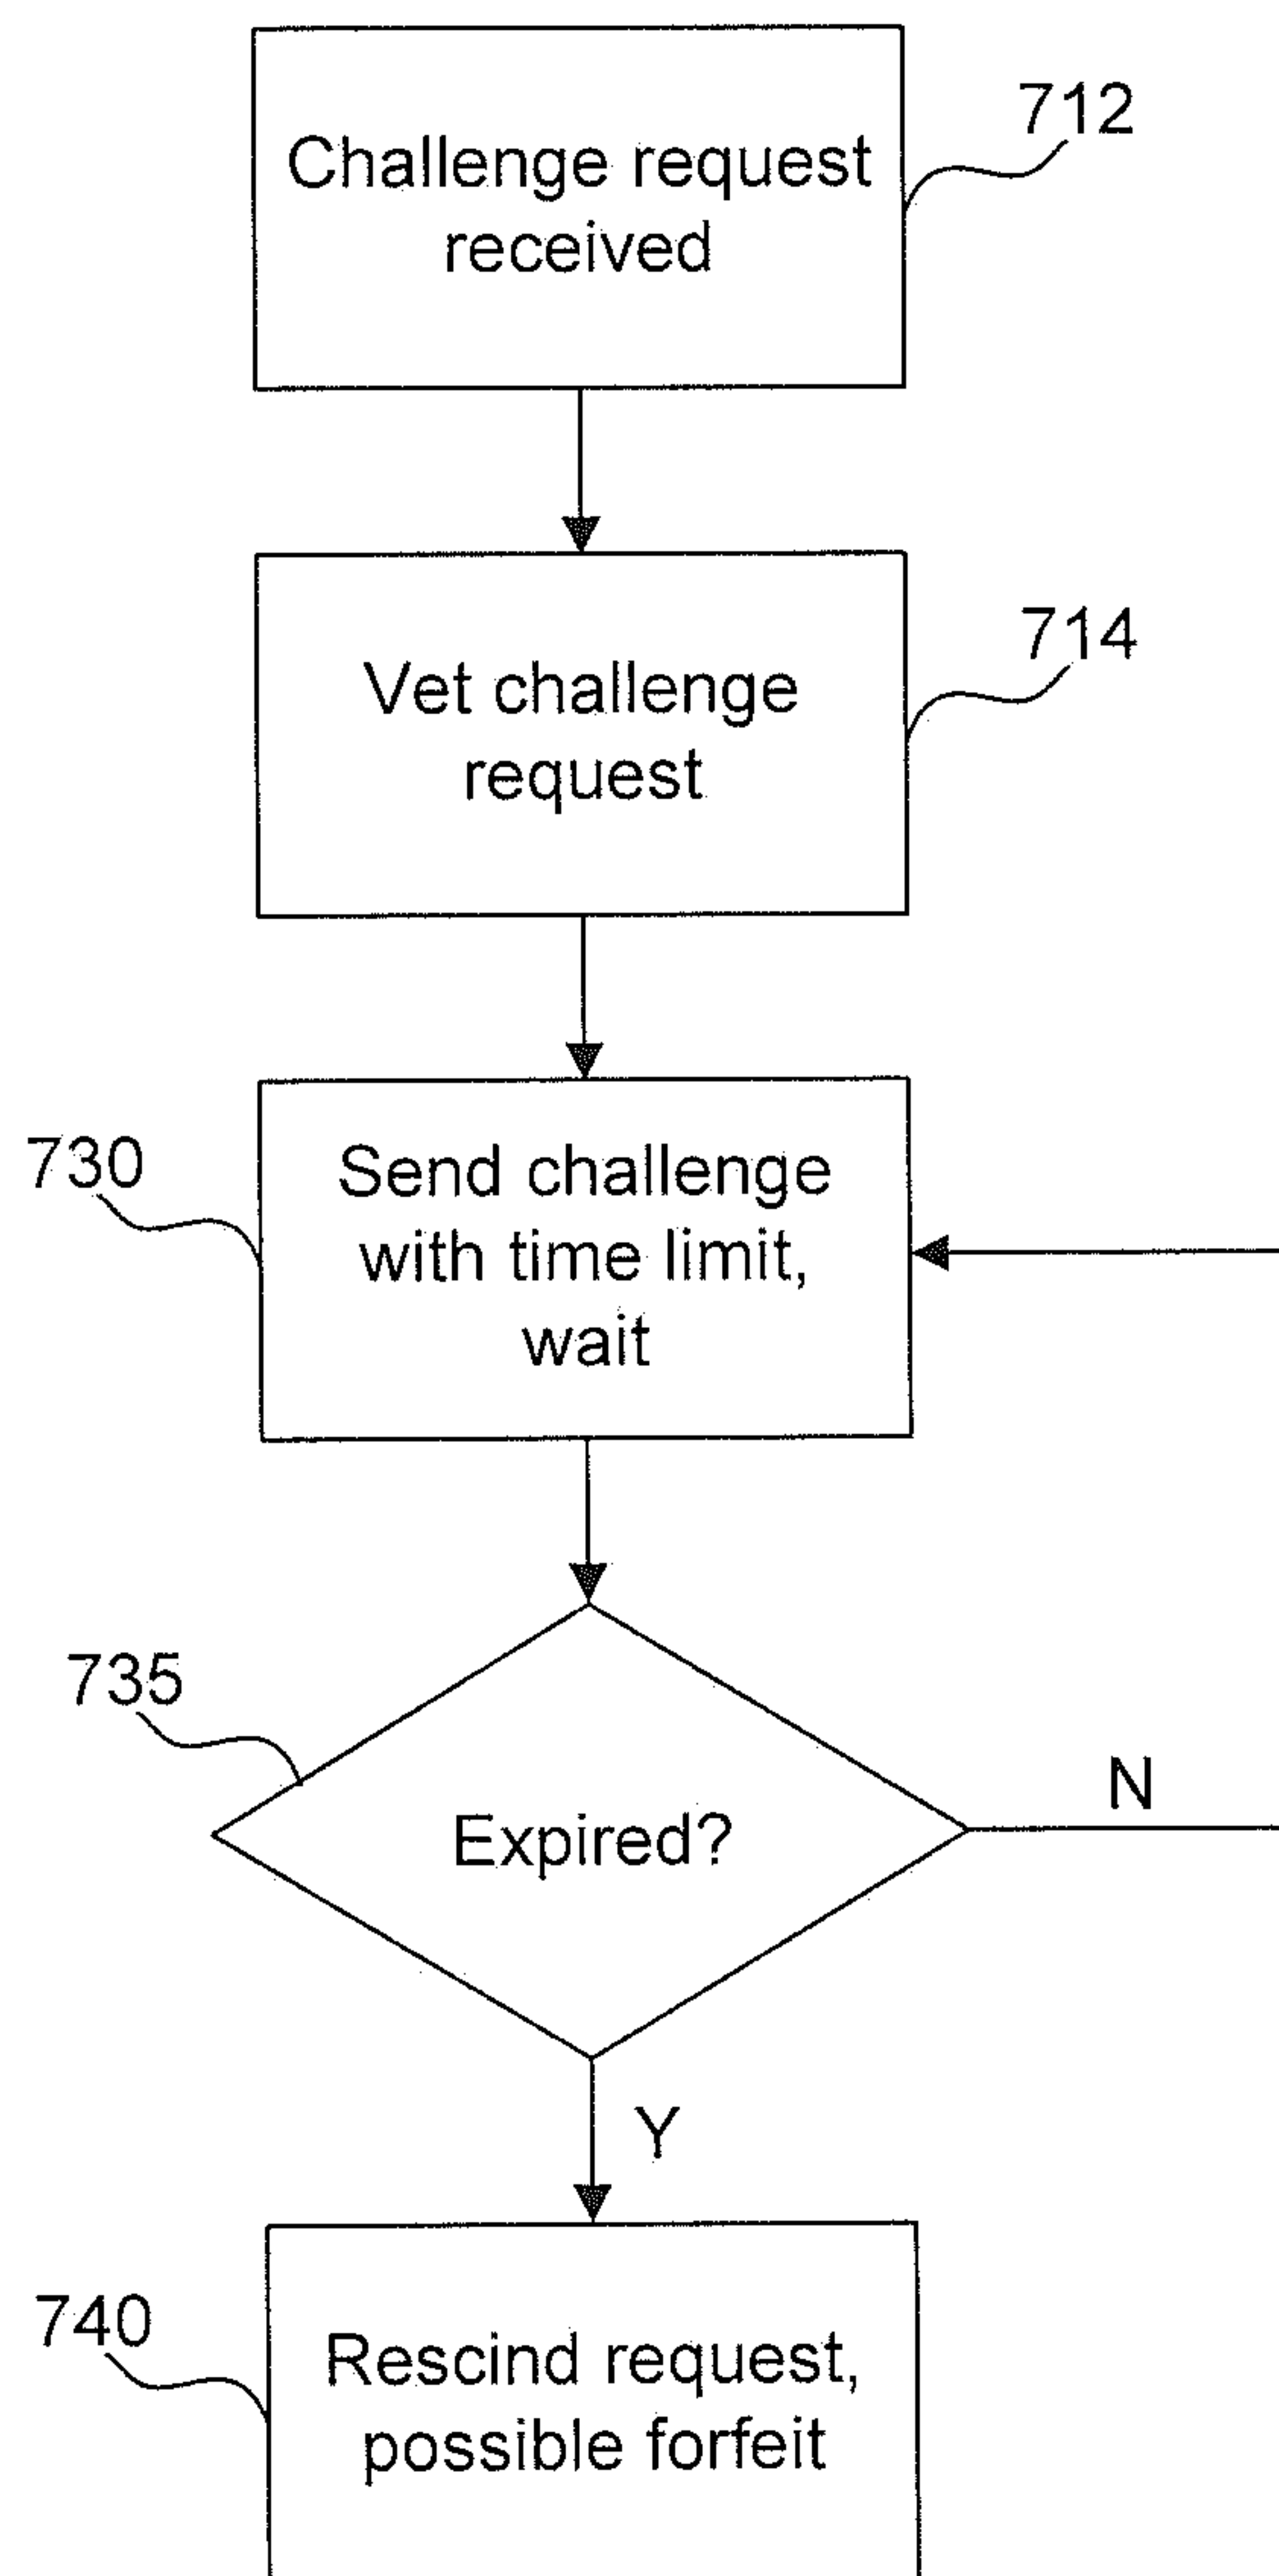 Challenge request
received
712
Vet challenge
request
714
730
Send challenge
with time limit,
wait
735
Expired?
N
Y
740
Rescind request,
possible forfeit